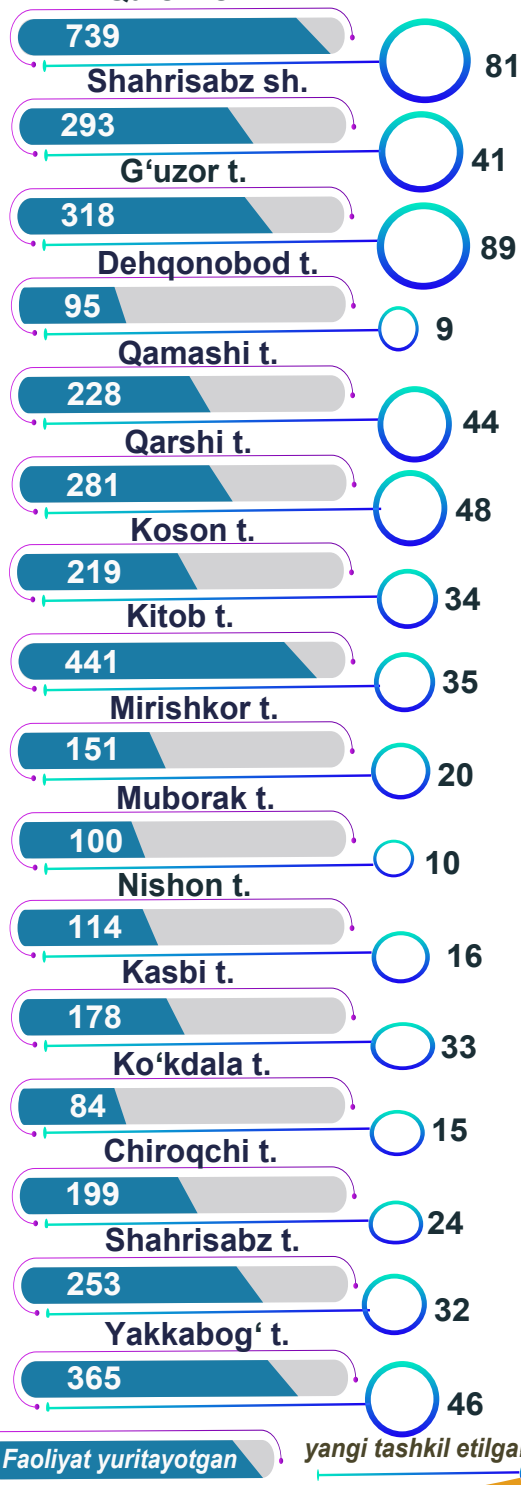 739
81
Shahrisabz sh.
293
41
G‘uzor t.
318
89
Dehqonobod t.
95
9
Qamashi t.
228
44
Qarshi t.
281
48
Koson t.
219
34
Kitob t.
441
35
Mirishkor t.
151
20
Muborak t.
100
10
Nishon t.
114
16
Kasbi t.
178
33
Ko‘kdala t.
84
15
Chiroqchi t.
199
24
Shahrisabz t.
253
32
Yakkabog‘ t.
365
46
Faoliyat yuritayotgan
yangi tashkil etilgan